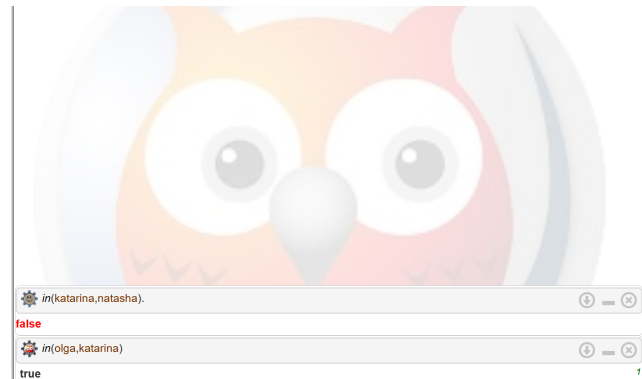 in(katarina,natasha).
false
in(olga,katarina)
true
1